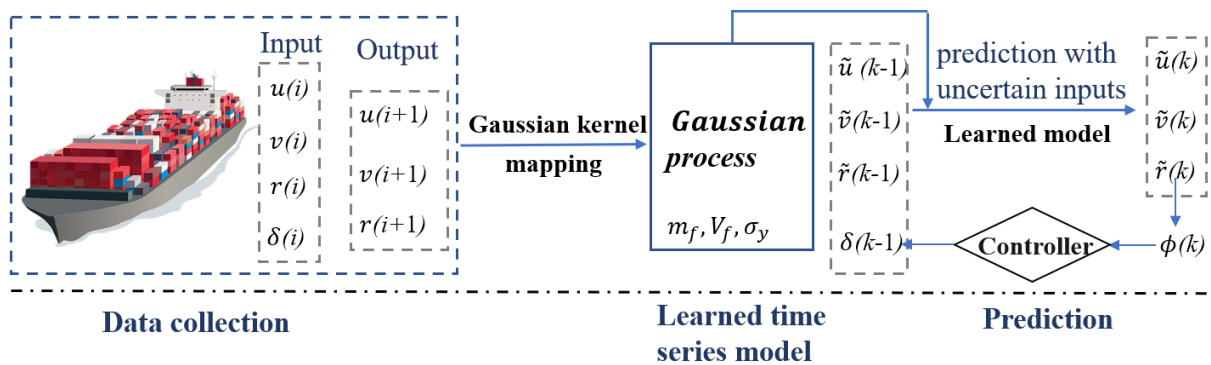 Input
u(i)
v(i)
r(i)
δ(i)
Output
u(i+1)
v(i+1)
r(i+1)
Gaussian kernel
mapping
Gaussian
process
m_f, V_f, σ_y
ũ (k-1)
ṽ(k-1)
r̃(k-1)
δ(k-1)
prediction with
uncertain inputs
Learned model
ũ(k)
ṽ(k)
r̃(k)
ϕ(k)
Controller
Data collection
Learned time
series model
Prediction